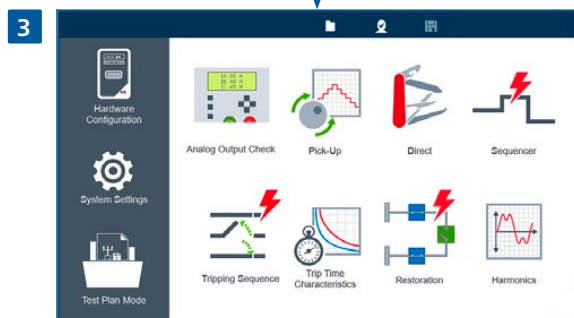 3
Hardware
Configuration
System Settings
Test Plan Mode
Analog Output Check
Pick-Up
Direct
Sequencer
Tripping Sequence
Trip Time
Characteristics
Restoration
Harmonics